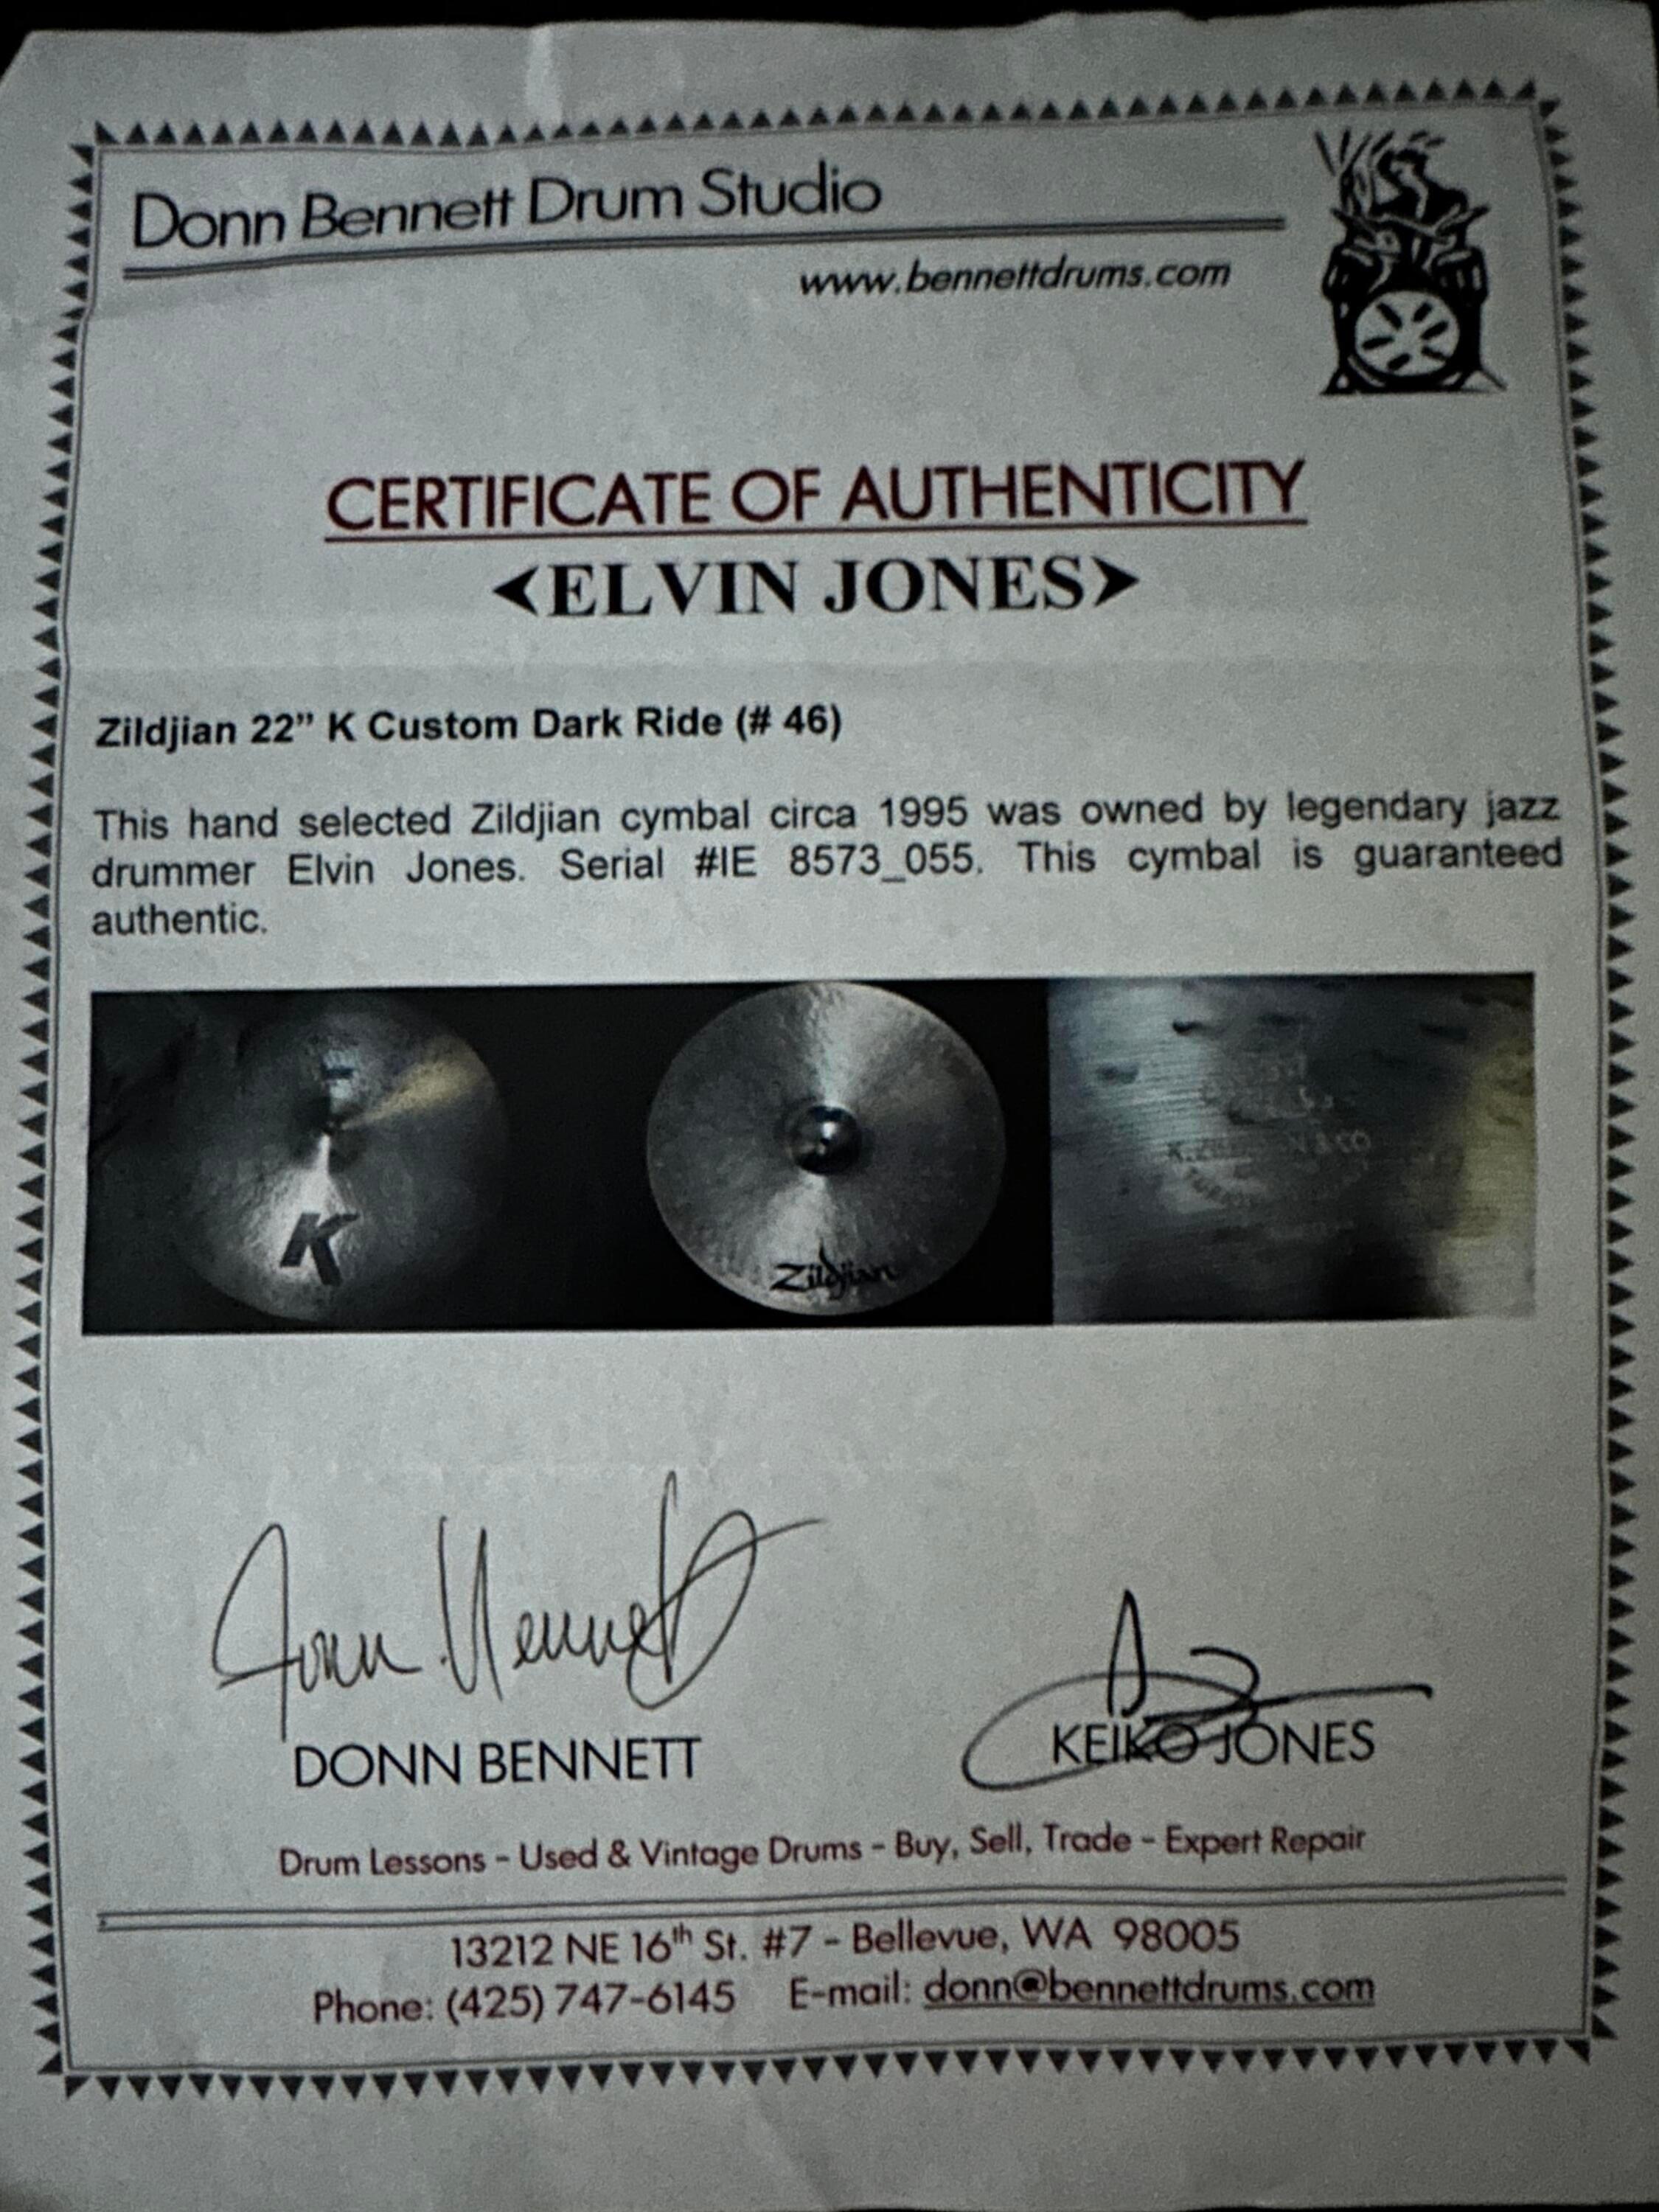 Donn Bennett Drum Studio
www.bennettdrums.com
CERTIFICATE OF AUTHENTICITY
<ELVIN JONES>
Zildjian 22” K Custom Dark Ride (# 46)
This hand selected Zildjian cymbal circa 1995 was owned by legendary jazz
drummer Elvin Jones. Serial #IE 8573_055. This cymbal is guaranteed
authentic.
K
Zildjian
& CO
Donn Bennett
DONN BENNETT
KEIKO JONES
Drum Lessons - Used & Vintage Drums - Buy, Sell, Trade - Expert Repair
13212 NE 16th St. #7 - Bellevue, WA 98005
Phone: (425) 747-6145 E-mail: donn@bennettdrums.com